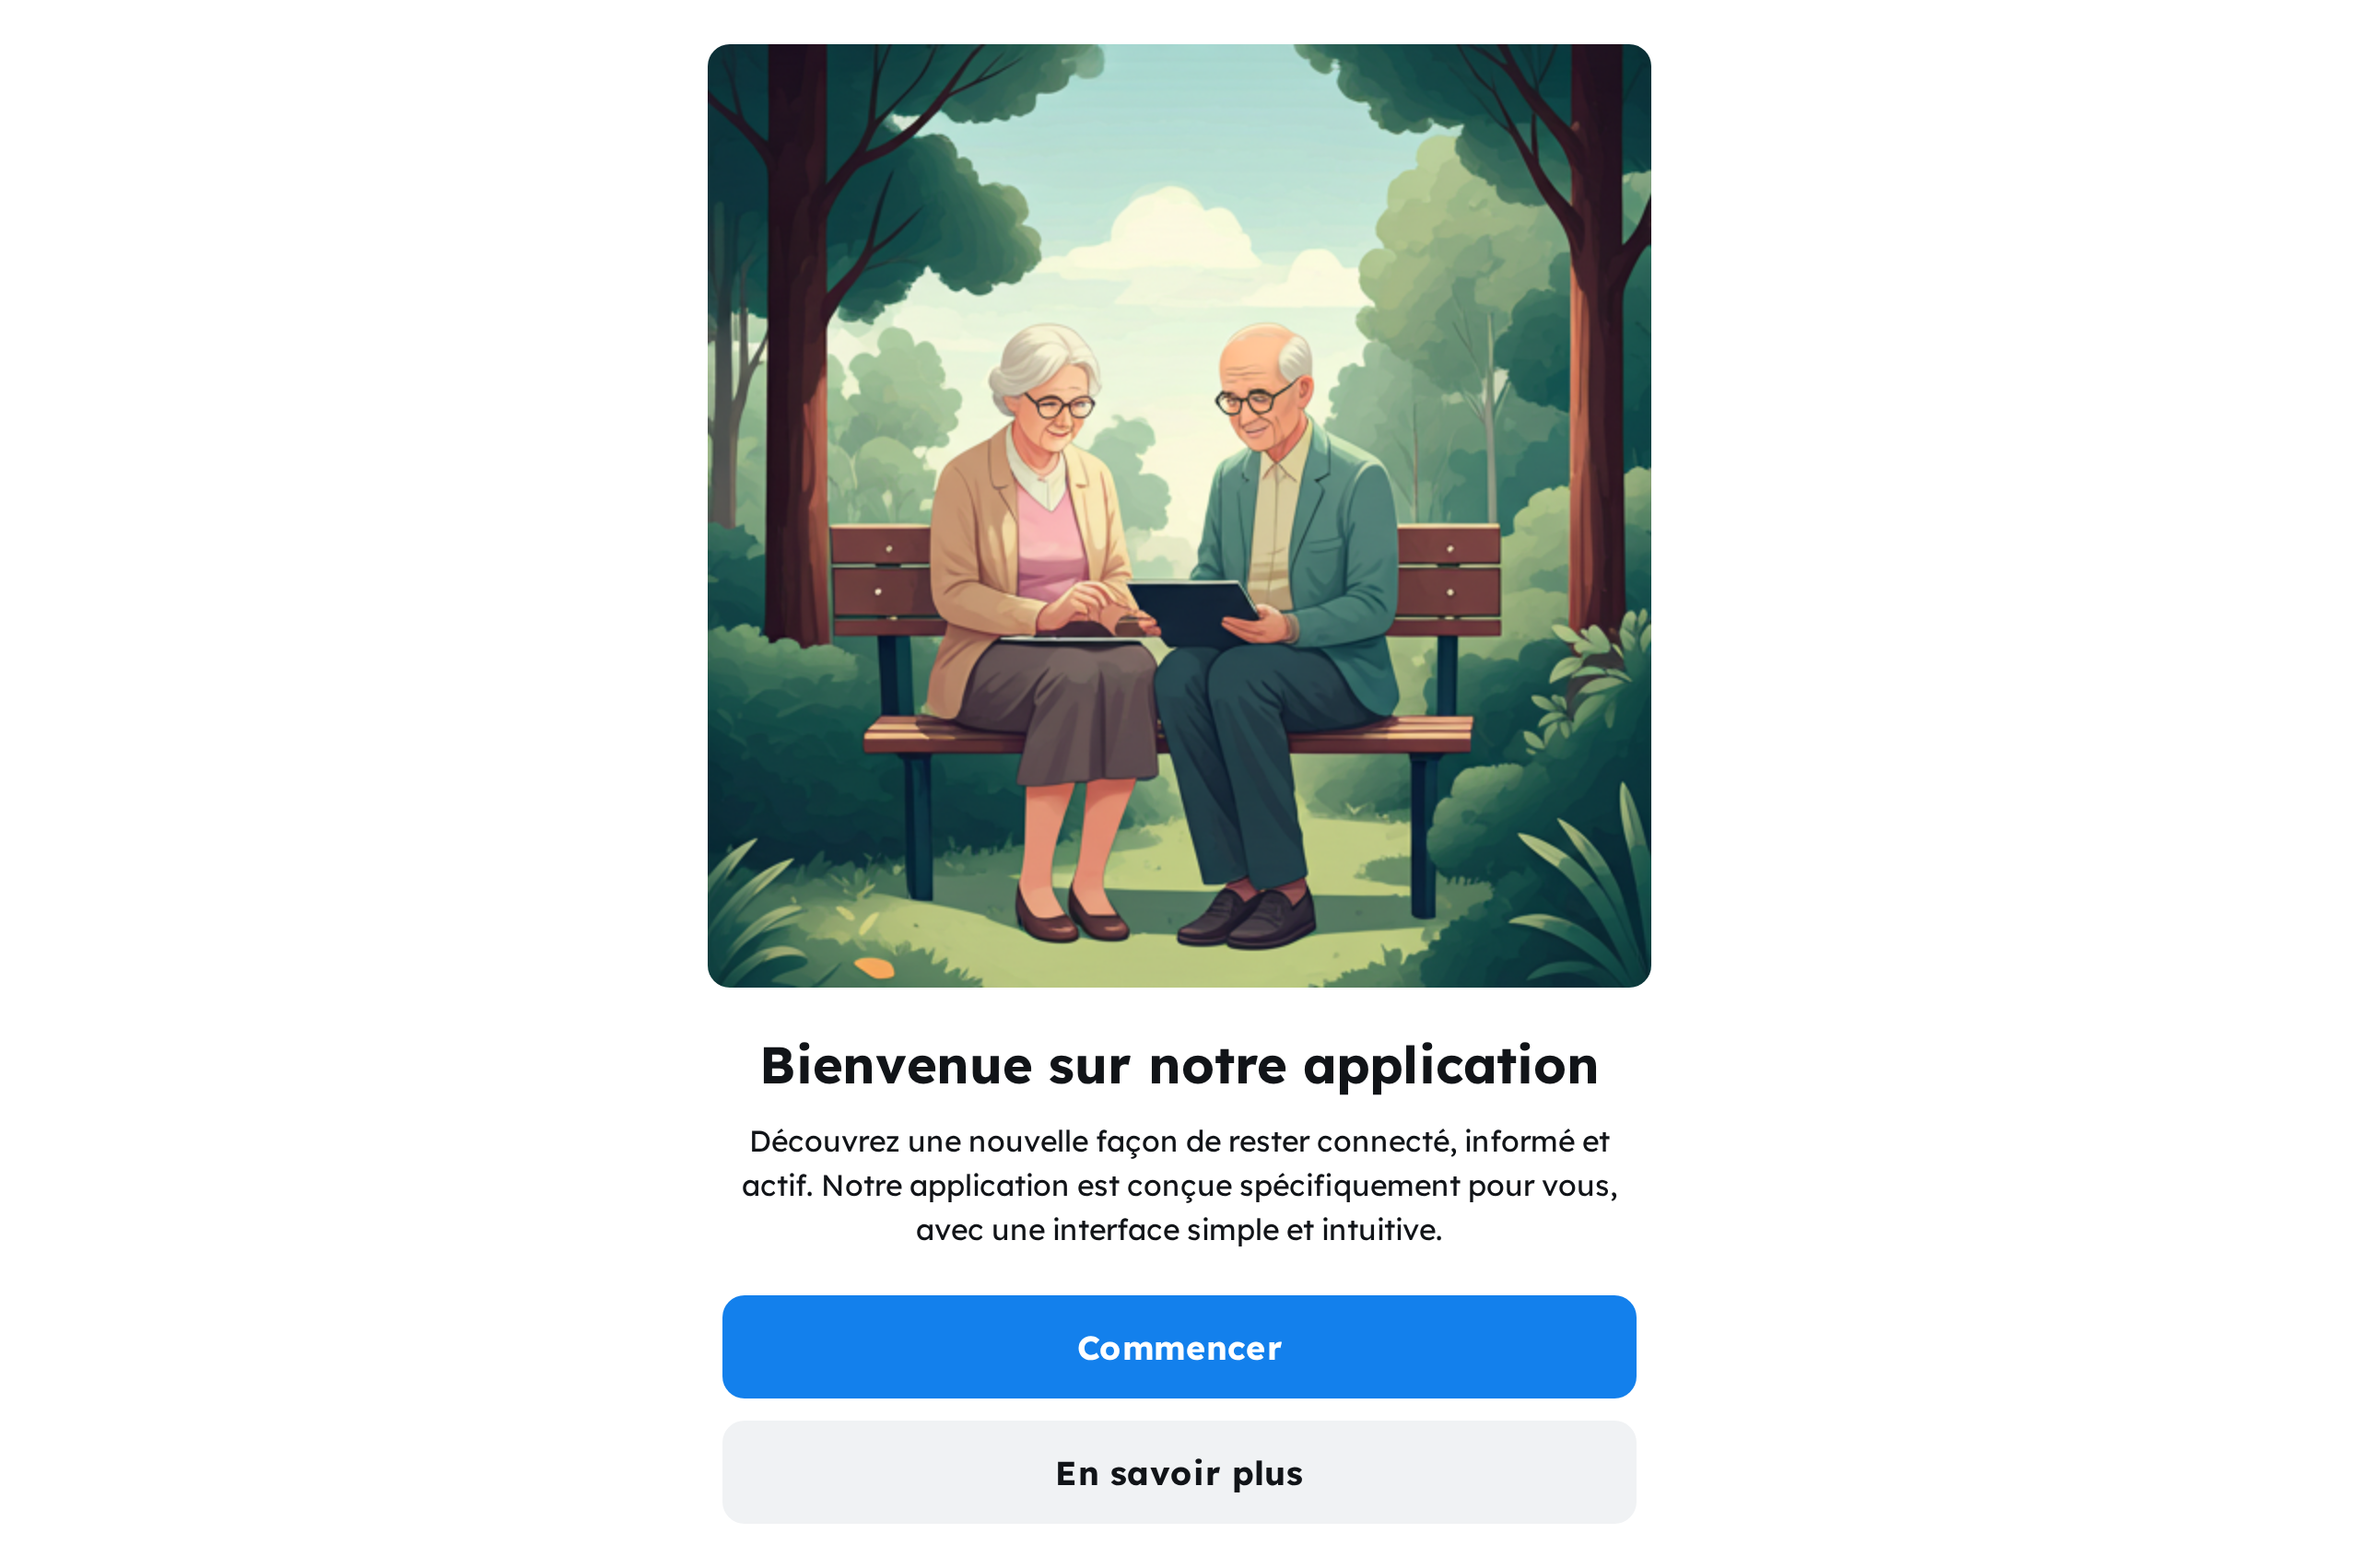 Bienvenue sur notre application
Découvrez une nouvelle façon de rester connecté, informé et
actif. Notre application est conçue spécifiquement pour vous,
avec une interface simple et intuitive.
Commencer
En savoir plus